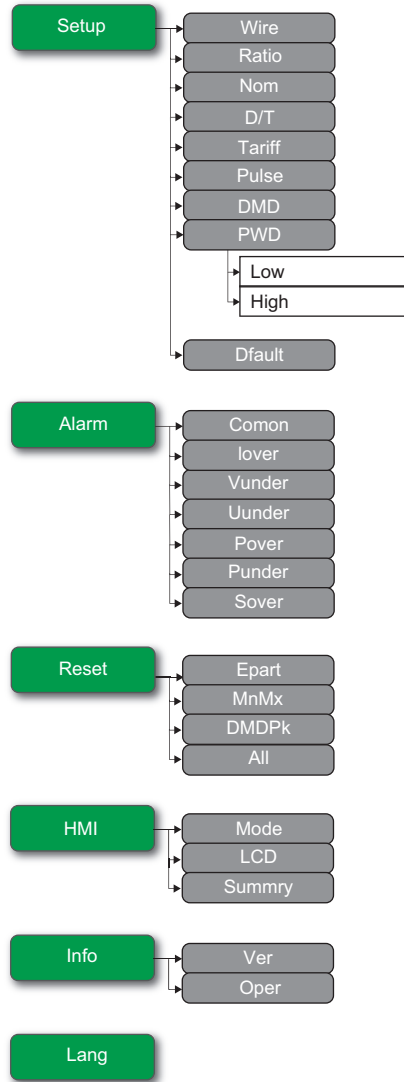 Setup
Wire
Ratio
Nom
D/T
Tariff
Pulse
DMD
PWD
Low
High
Dfault
Alarm
Comon
Iover
Vunder
Uunder
Pover
Punder
Sover
Reset
Epart
MnMx
DMDPk
All
HMI
Mode
LCD
Summry
Info
Ver
Oper
Lang